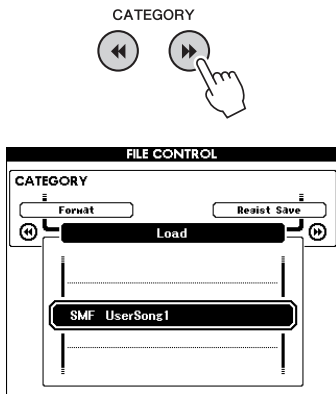 CATEGORY
FILE CONTROL
CATEGORY
Format
Regist Save
Load
SMF UserSong1